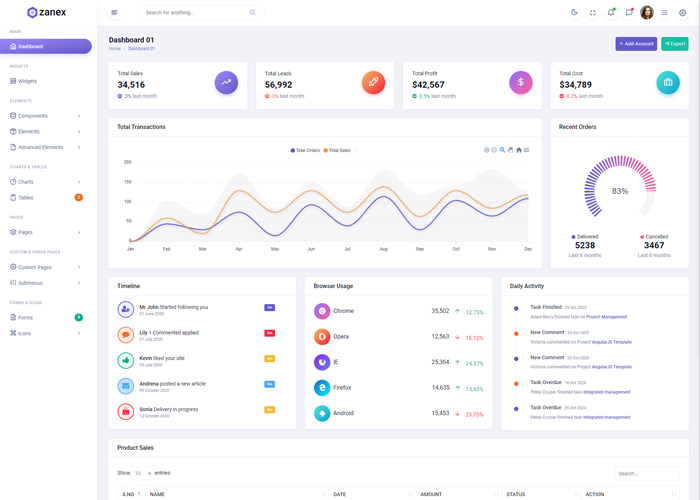 zanex
Search for anything...
MAIN
Dashboard
WIDGETS
Widgets
ELEMENTS
Components
Elements
Advanced Elements
CHARTS & TABLES
Charts
Tables
PAGES
Pages
CUSTOM & ERROR PAGES
Custom Pages
Submenus
FORMS & ICONS
Forms
Icons
Dashboard 01
Home / Dashboard 01
+ Add Account
Export
Total Sales
34,516
3% last month
Total Leads
56,992
3% last month
Total Profit
$42,567
0.5% last month
Total Cost
$34,789
0.2% last month
Total Transactions
Total Orders Total Sales
200
150
100
50
0
Jan Feb Mar Apr May Jun Jul Aug Sep Oct Nov Dec
Recent Orders
83%
Delivered
5238
Last 6 months
Cancelled
3467
Last 6 months
Timeline
Mr John Started following you
01 June 2020
Lily 1 Commented applied
01 July 2020
Kevin liked your site
05 July 2020
Andrena posted a new article
09 October 2020
Sonia Delivery in progress
12 October 2020
Browser Usage
Chrome 35,502 12.75%
Opera 12,563 15.12%
IE 25,364 24.37%
Firefox 14,635 15,63%
Android 15,453 23.70%
Daily Activity
Task Finished 29 Oct 2020
Adam Berry finished task on Project Management
New Comment 24 Oct 2020
Victoria commented on Project AngularJS Template
New Comment
Victoria commented on Project AngularJS Template
Task Overdue 14 Oct 2020
Petey Cruiser finished task Integrated management
Task Overdue 29 Oct 2020
Petey Cruiser finished task Integrated management
Product Sales
Show 10 entries
Search...
S.NO NAME DATE AMOUNT STATUS ACTION